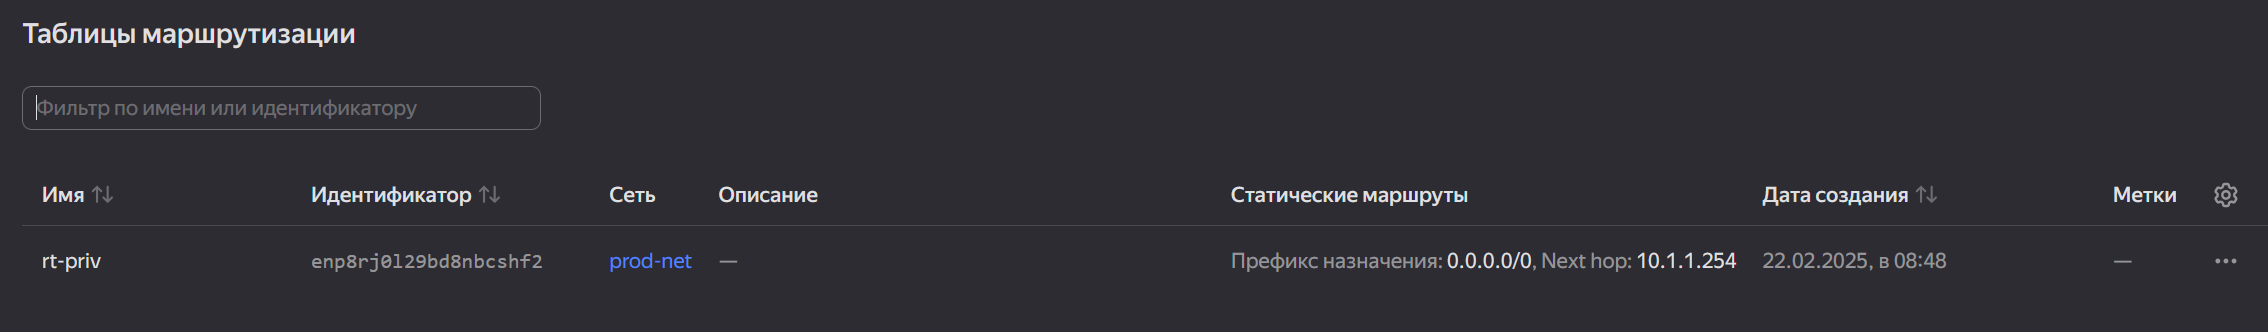 Таблицы маршрутизации
Фильтр по имени или идентификатору
Имя Идентификатор Сеть Описание Статические маршруты Дата создания Метки
rt-priv enp8rj0l29bd8nbcshf2 prod-net — Префикс назначения: 0.0.0.0/0, Next hop: 10.1.1.254 22.02.2025, в 08:48 —